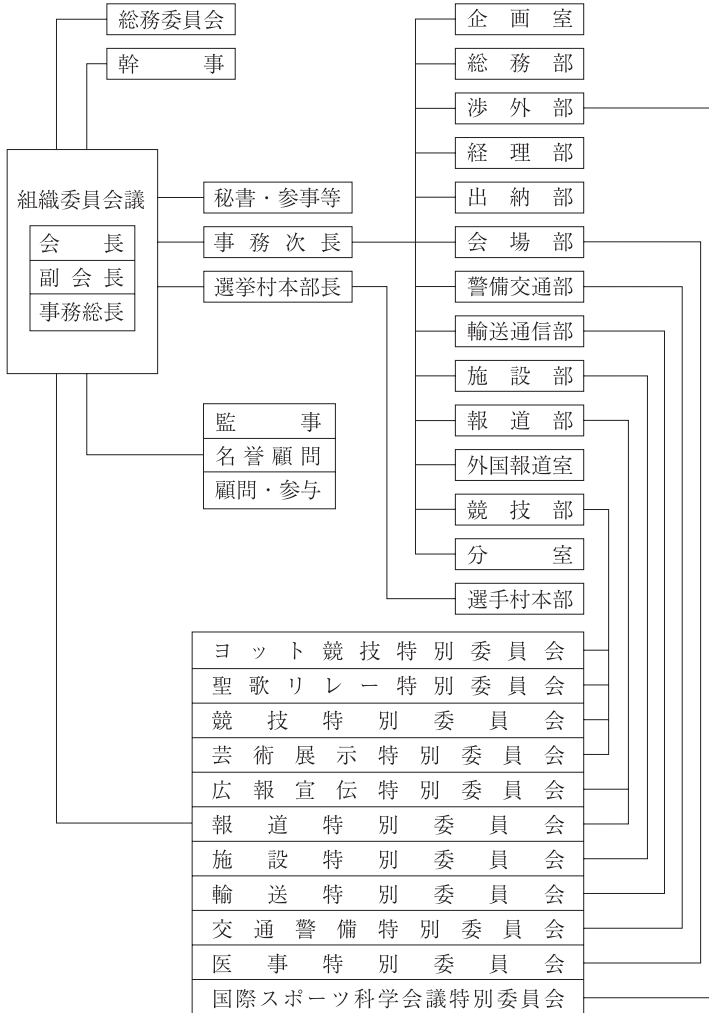 総務委員会
幹事
組織委員会議
会長
副会長
事務総長
秘書・参事等
事務次長
選挙村本部長
監事
名誉顧問
顧問・参与
企画室
総務部
渉外部
経理部
出納部
会場部
警備交通部
輸送通信部
施設部
報道部
外国報道室
競技部
分室
選手村本部
ヨット競技特別委員会
聖歌リレー特別委員会
競技特別委員会
芸術展示特別委員会
広報宣伝特別委員会
報道特別委員会
施設特別委員会
輸送特別委員会
交通警備特別委員会
医事特別委員会
国際スポーツ科学会議特別委員会